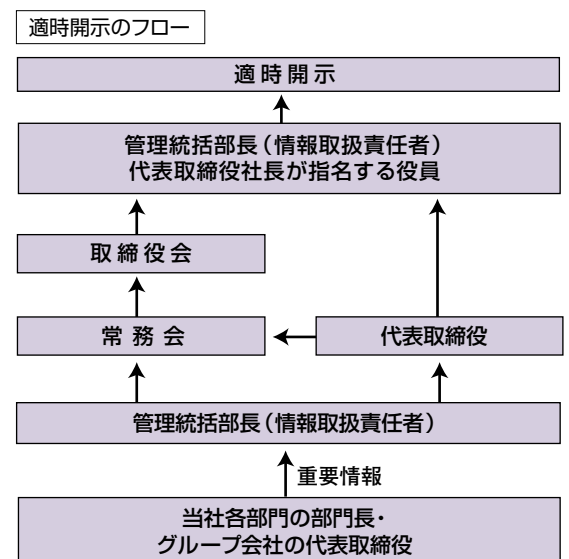 適時開示のフロー
適時開示
管理統括部長（情報取扱責任者）
代表取締役社長が指名する役員
取締役会
常務会
代表取締役
管理統括部長（情報取扱責任者）
重要情報
当社各部門の部門長・
グループ会社の代表取締役